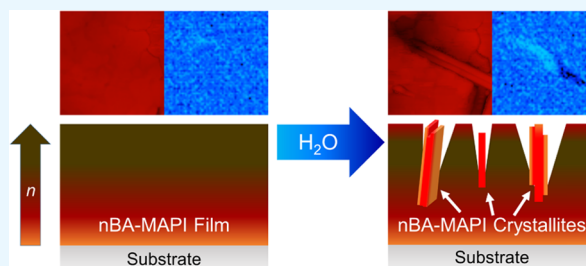 H₂O
n
nBA-MAPI Film
nBA-MAPI Crystallites
Substrate
Substrate